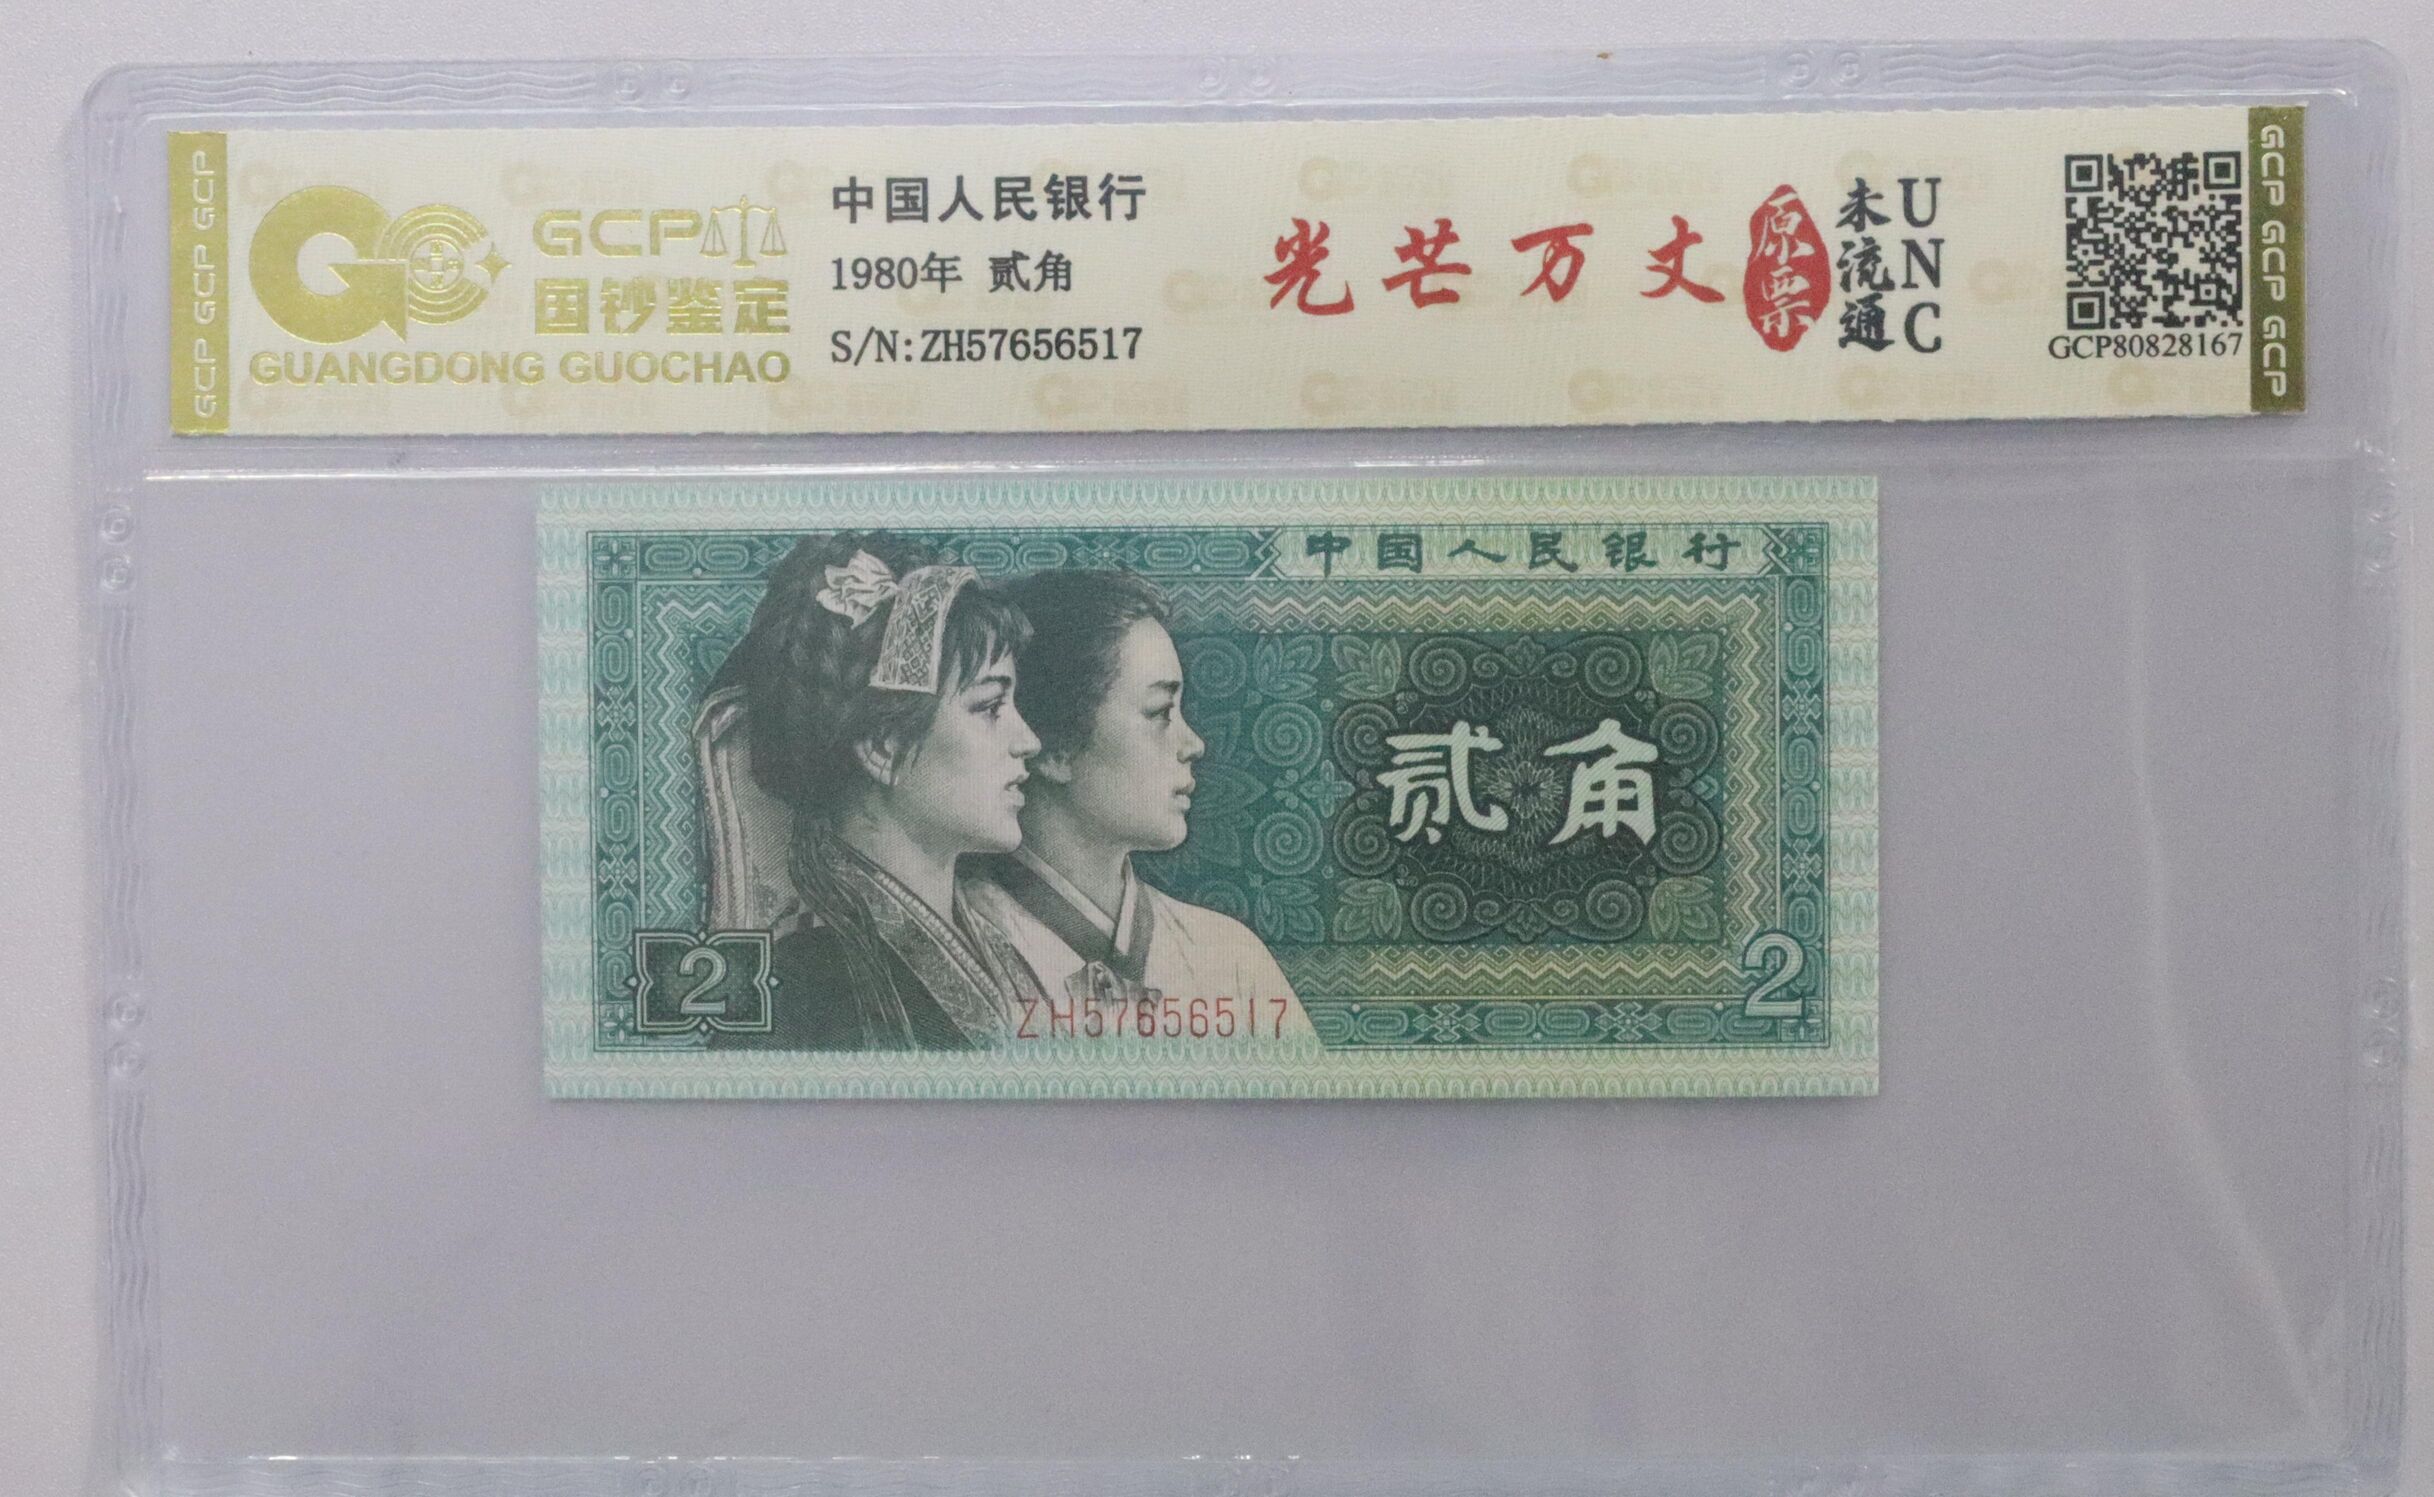 GCP GCP GCP
GCP
国钞鉴定
GUANGDONG GUOCHAO
中国人民银行
1980年 贰角
S/N:ZH57656517
光芒万丈
原票
未流通
UNC
GCP80828167
GCP GCP GCP
中国人民银行
贰角
2
2
ZH57656517